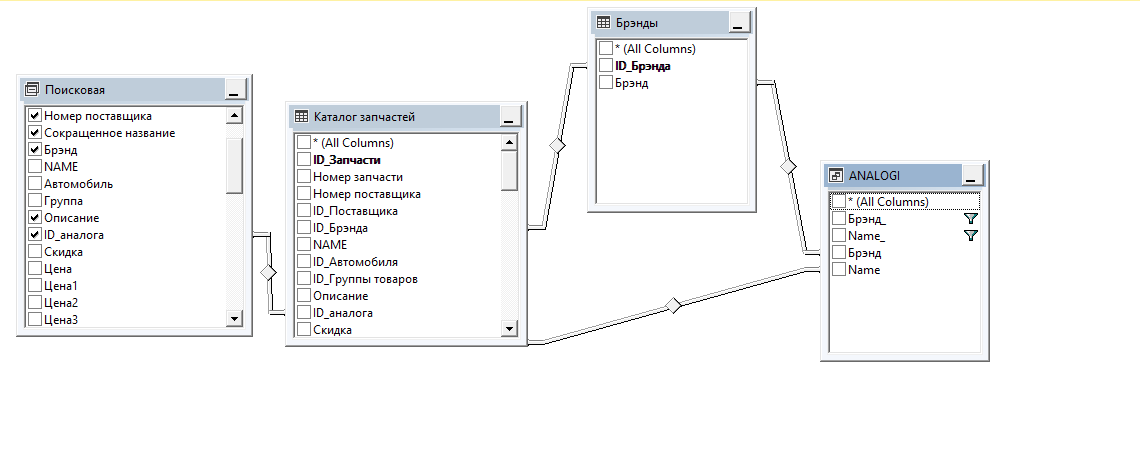 Поисковая
Номер поставщика
Сокращенное название
Брэнд
NAME
Автомобиль
Группа
Описание
ID_аналога
Скидка
Цена
Цена1
Цена2
Цена3
Каталог запчастей
* (All Columns)
ID_Запчасти
Номер запчасти
Номер поставщика
ID_Поставщика
ID_Брэнда
NAME
ID_Автомобиля
ID_Группы товаров
Описание
ID_аналога
Скидка
Брэнды
* (All Columns)
ID_Брэнда
Брэнд
ANALOGI
* (All Columns)
Брэнд_
Name_
Брэнд
Name